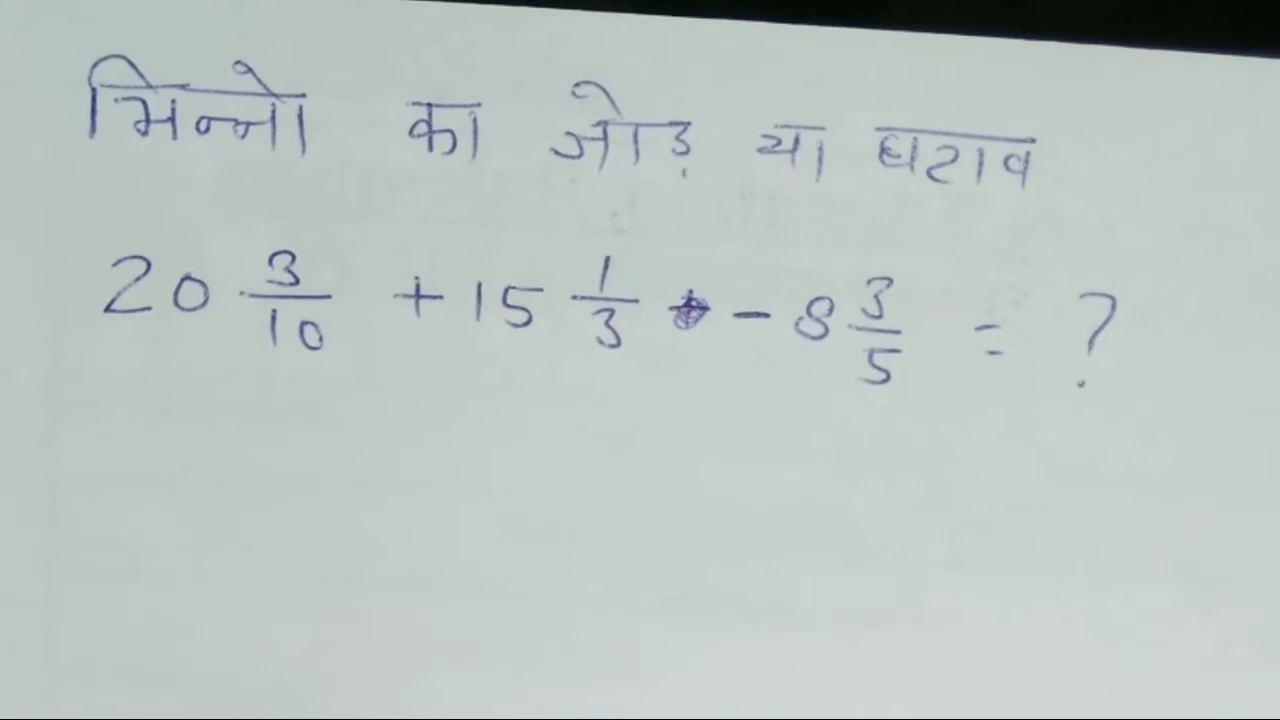 भिन्नो का जोड़ या घटाव
20 3/10 + 15 1/3 - 8 3/5 = ?